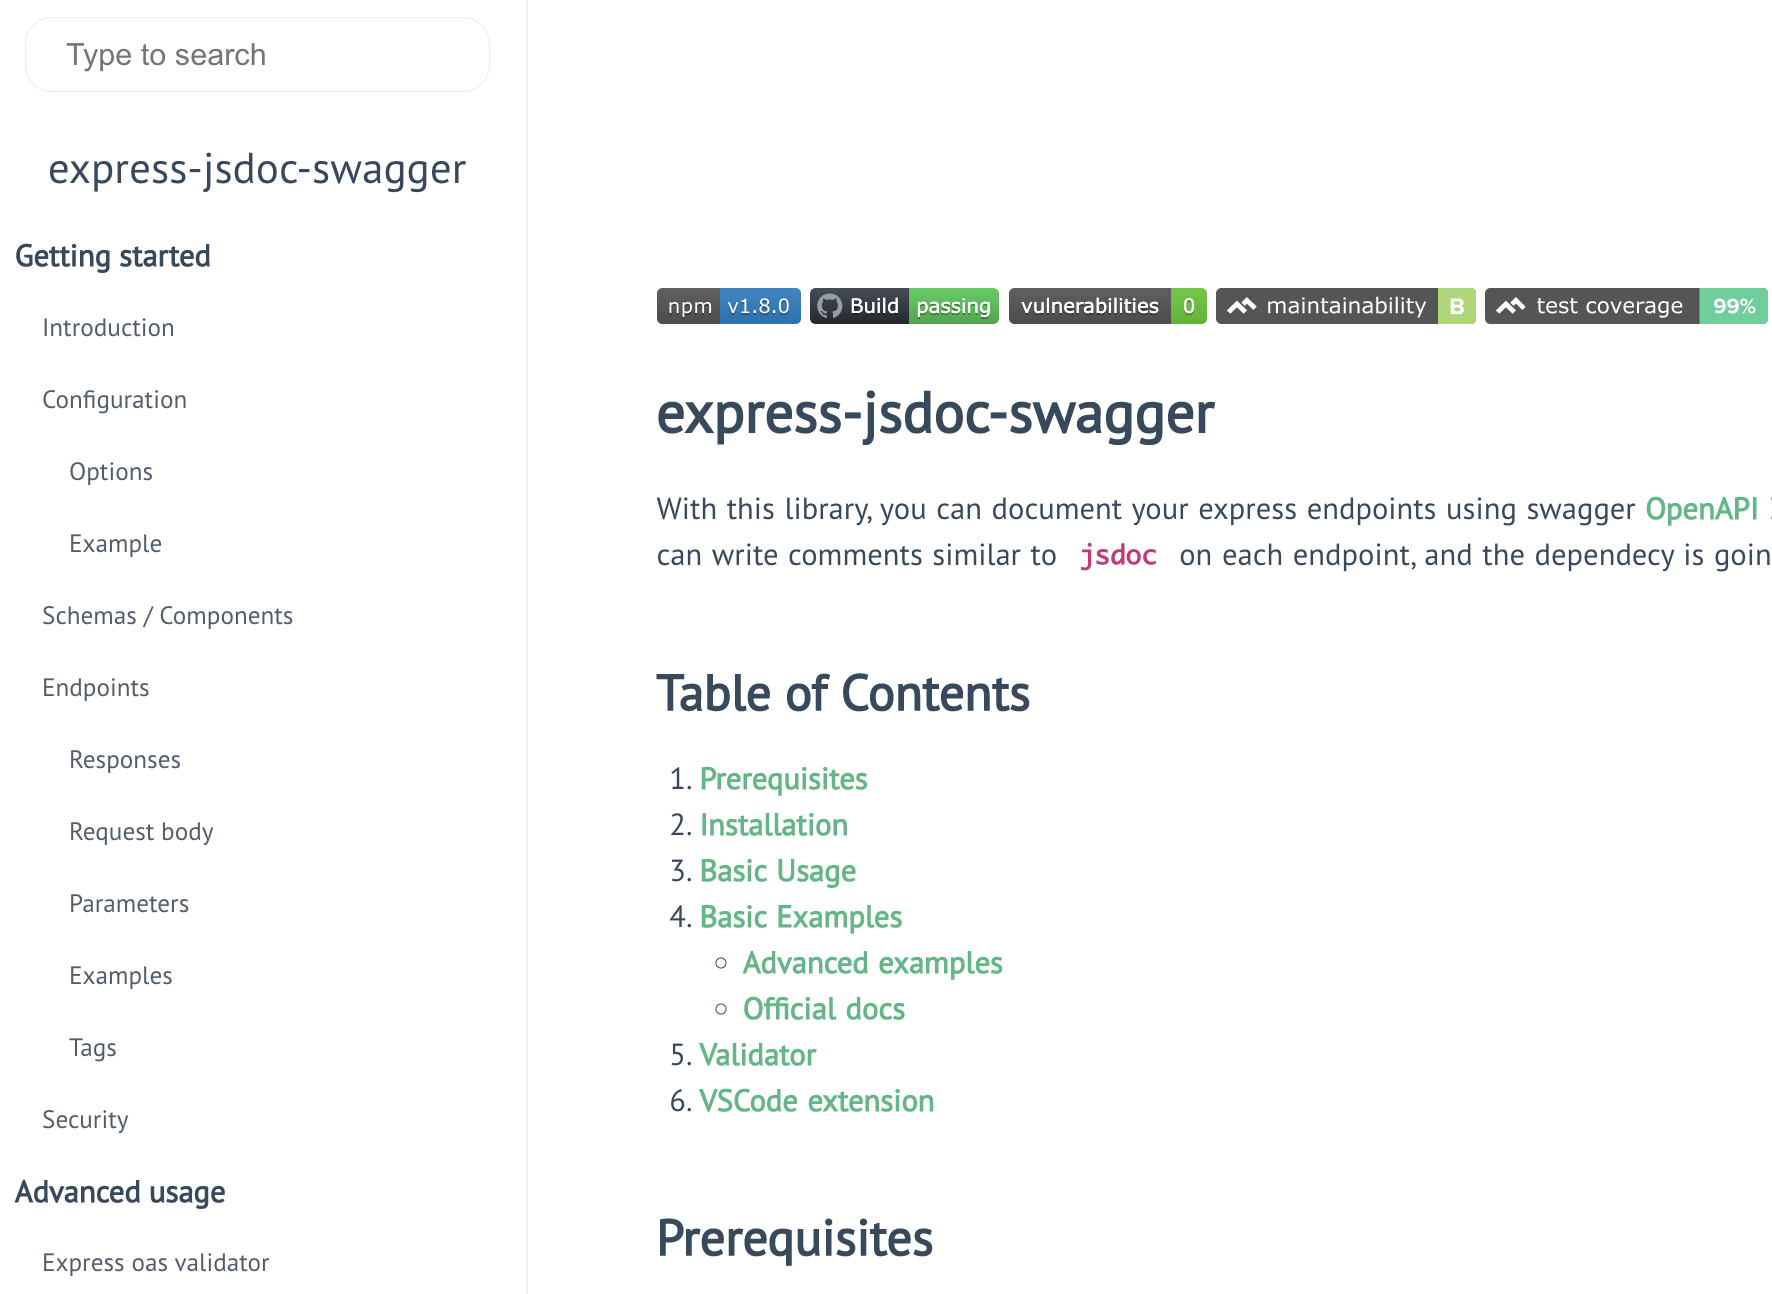 Type to search
express-jsdoc-swagger
Getting started
Introduction
Configuration
Options
Example
Schemas / Components
Endpoints
Responses
Request body
Parameters
Examples
Tags
Security
Advanced usage
Express oas validator
npm v1.8.0 Build passing vulnerabilities 0 maintainability B test coverage 99%
express-jsdoc-swagger
With this library, you can document your express endpoints using swagger OpenAPI
can write comments similar to jsdoc on each endpoint, and the dependecy is goin
Table of Contents
1. Prerequisites
2. Installation
3. Basic Usage
4. Basic Examples
◦ Advanced examples
◦ Official docs
5. Validator
6. VSCode extension
Prerequisites